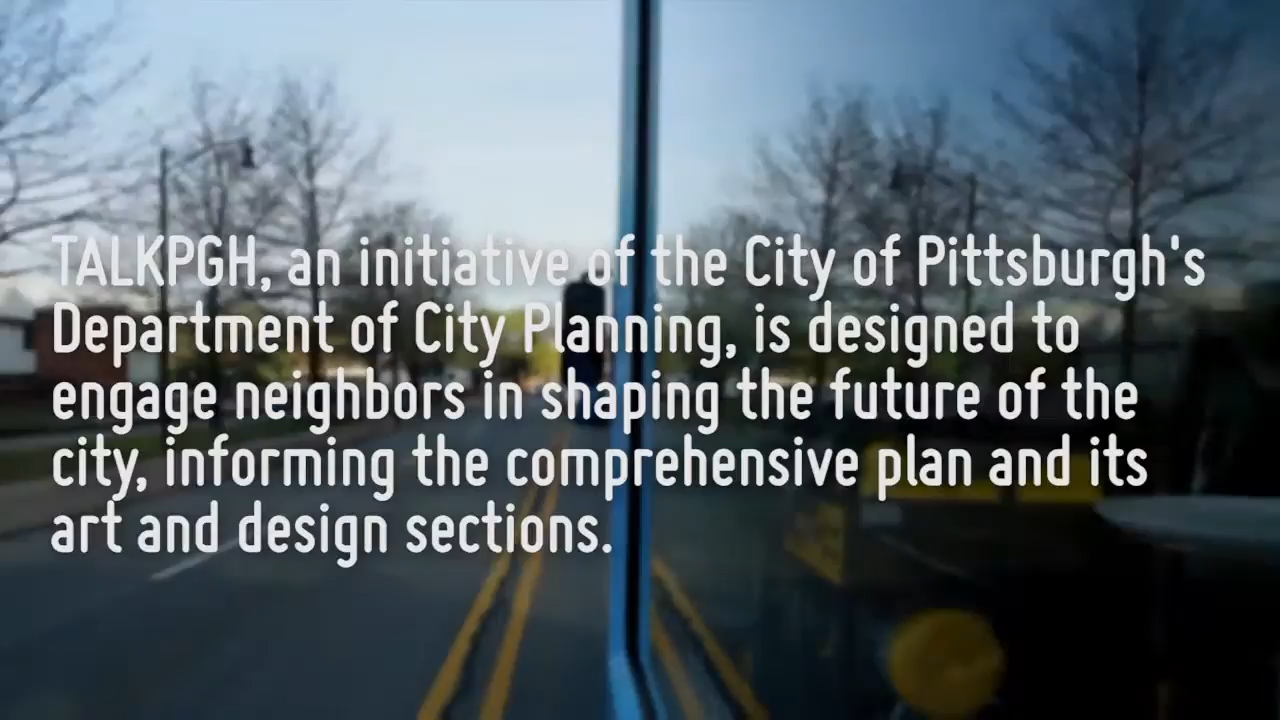 TALKPGH, an initiative of the City of Pittsburgh's
Department of City Planning, is designed to
engage neighbors in shaping the future of the
city, informing the comprehensive plan and its
art and design sections.